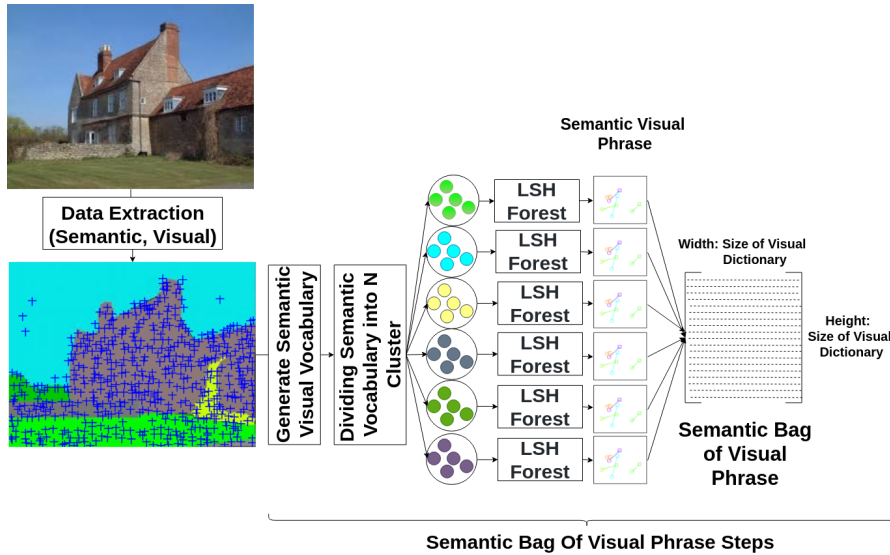 Data Extraction
(Semantic, Visual)
Generate Semantic
Visual Vocabulary
Dividing Semantic
Vocabulary into N
Cluster
Semantic Visual
Phrase
LSH
Forest
LSH
Forest
LSH
Forest
LSH
Forest
LSH
Forest
LSH
Forest
Width: Size of Visual
Dictionary
Height:
Size of Visual
Dictionary
Semantic Bag
of Visual
Phrase
Semantic Bag Of Visual Phrase Steps